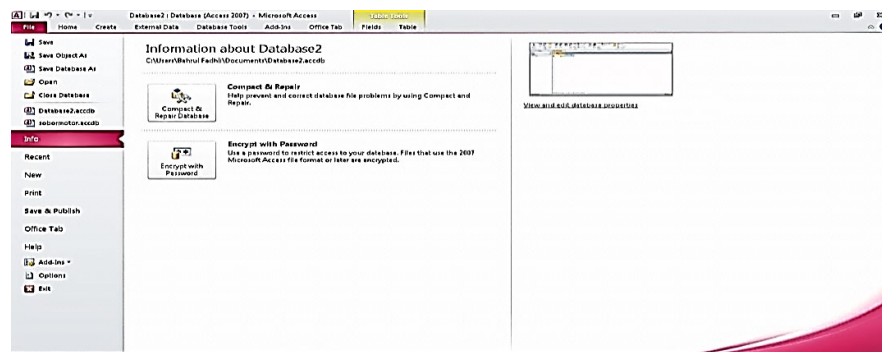 Database2 : Database (Access 2007) - Microsoft Access
Table Tools
File Home Create External Data Database Tools Add-Ins Office Tab Fields Table
Save
Save Object As
Save Database As
Open
Close Database
Database2.accdb
sobormotor.accdb
Info
Recent
New
Print
Save & Publish
Office Tab
Help
Add-Ins
Options
Exit
Information about Database2
C:\Users\Bahrul Fadhli\Documents\Database2.accdb
Compact & Repair Database
Compact & Repair
Help prevent and correct database file problems by using Compact and
Repair.
Encrypt with Password
Encrypt with Password
Use a password to restrict access to your database. Files that use the 2007
Microsoft Access file format or later are encrypted.
View and edit database properties